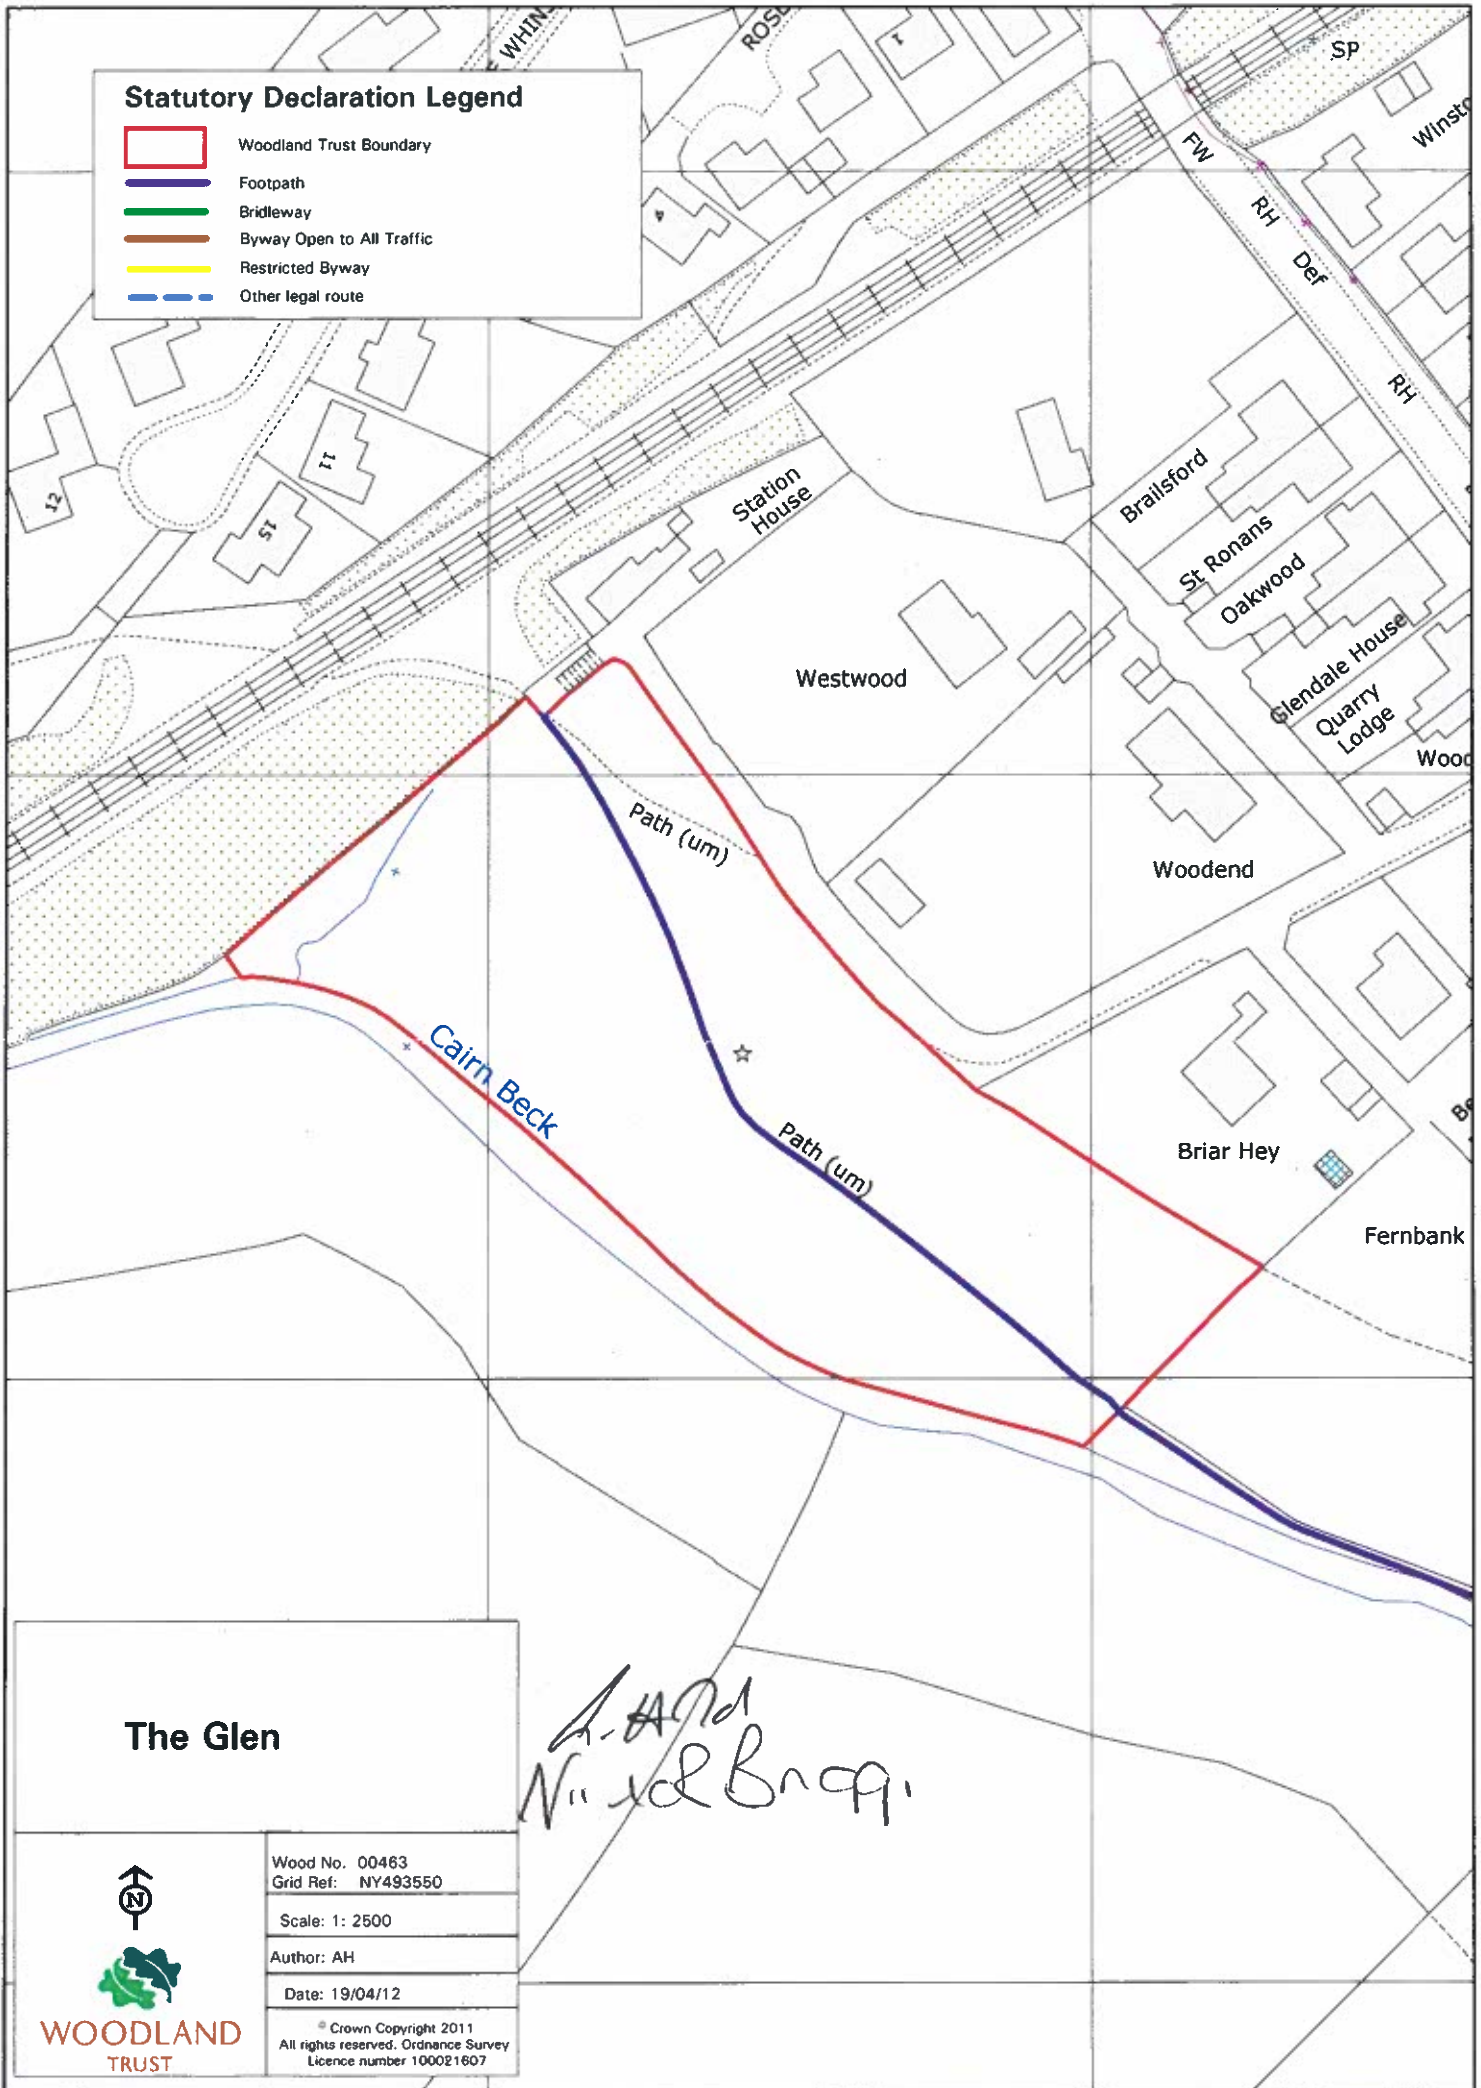 WHINS
1
SP
Statutory Declaration Legend
Woodland Trust Boundary
Footpath
Bridleway
Byway Open to All Traffic
Restricted Byway
Other legal route
FW
RH
Def
RH
4
11
12
15
Station
House
Brailsford
St Ronans
Oakwood
Glendale House
Quarry
Lodge
Westwood
Woodend
Path (um)
Cairn Beck
Path (um)
Briar Hey
Fernbank
The Glen
Wood No. 00463
Grid Ref: NY493550
Scale: 1: 2500
Author: AH
Date: 19/04/12
© Crown Copyright 2011
All rights reserved. Ordnance Survey
Licence number 100021607
N
WOODLAND
TRUST